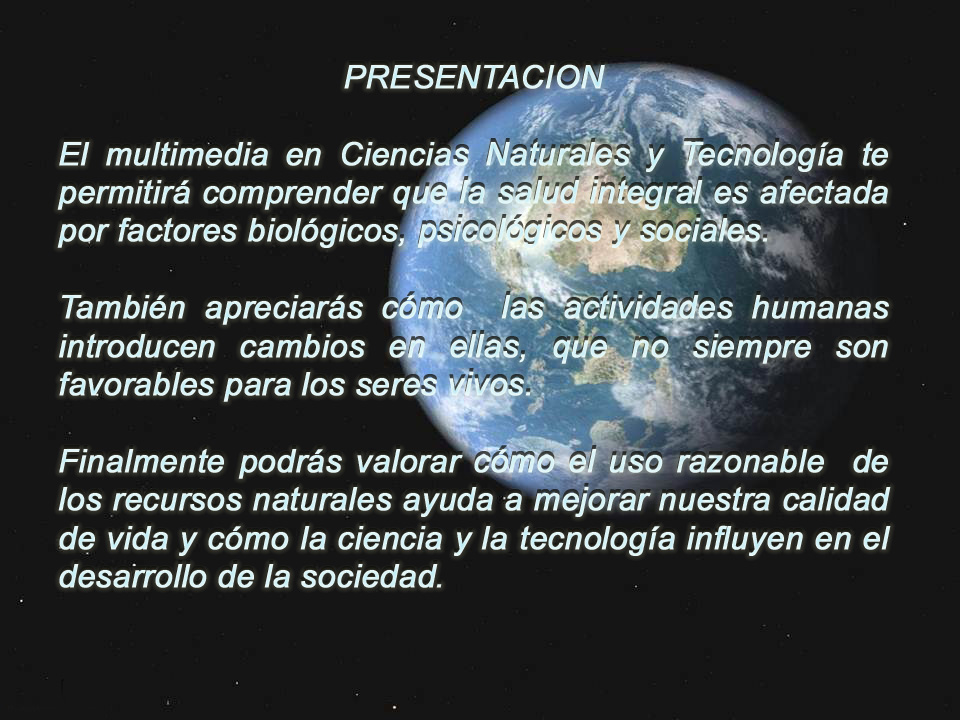 PRESENTACION
El multimedia en Ciencias Naturales y Tecnología te
permitirá comprender que la salud integral es afectada
por factores biológicos, psicológicos y sociales.
También apreciarás cómo las actividades humanas
introducen cambios en ellas, que no siempre son
favorables para los seres vivos.
Finalmente podrás valorar cómo el uso razonable de
los recursos naturales ayuda a mejorar nuestra calidad
de vida y cómo la ciencia y la tecnología influyen en el
desarrollo de la sociedad.